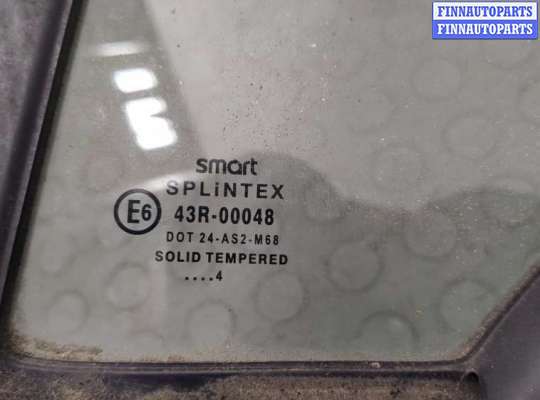 FINNAUTOPARTS
FINNAUTOPARTS
smart
SPLiNTEX
E6 43R-00048
DOT 24-AS2-M68
SOLID TEMPERED
....4